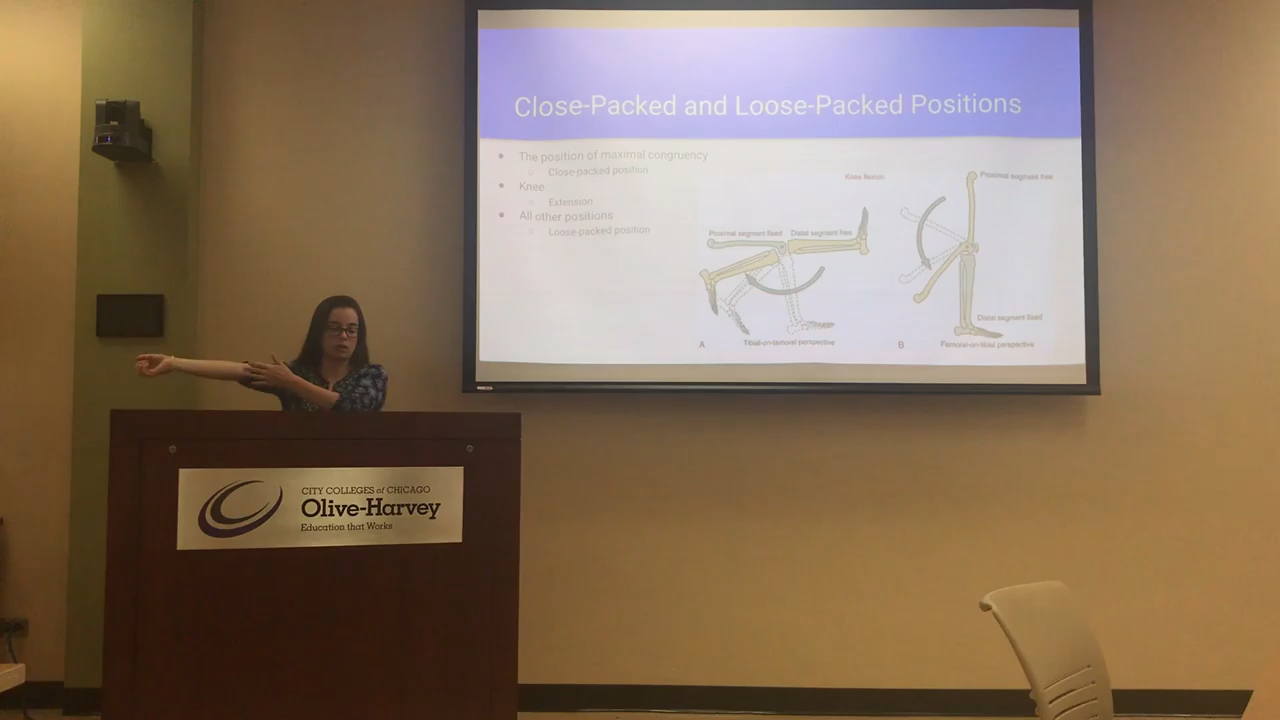 Close-Packed and Loose-Packed Positions
The position of maximal congruency
Close-packed position
Knee
Extension
All other positions
Loose-packed position
Knee flexion
Proximal segment fixed
Distal segment free
A
Tibial-on-femoral perspective
Proximal segment free
Distal segment fixed
B
Femoral-on-tibial perspective
CITY COLLEGES of CHICAGO
Olive-Harvey
Education that Works